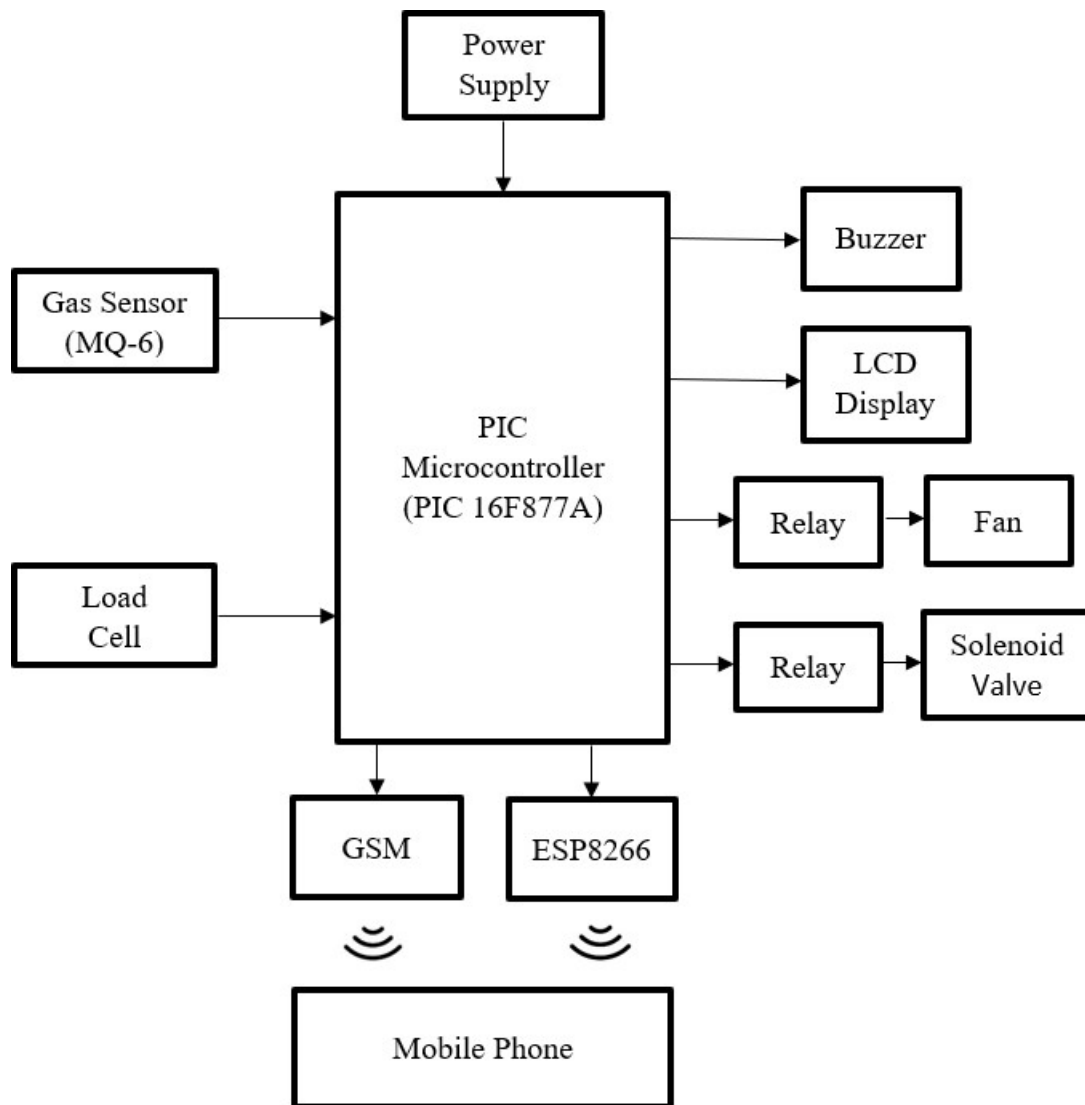 Power
Supply
Buzzer
Gas Sensor
(MQ-6)
LCD
Display
PIC
Microcontroller
(PIC 16F877A)
Relay
Fan
Load
Cell
Relay
Solenoid
Valve
GSM
ESP8266
Mobile Phone